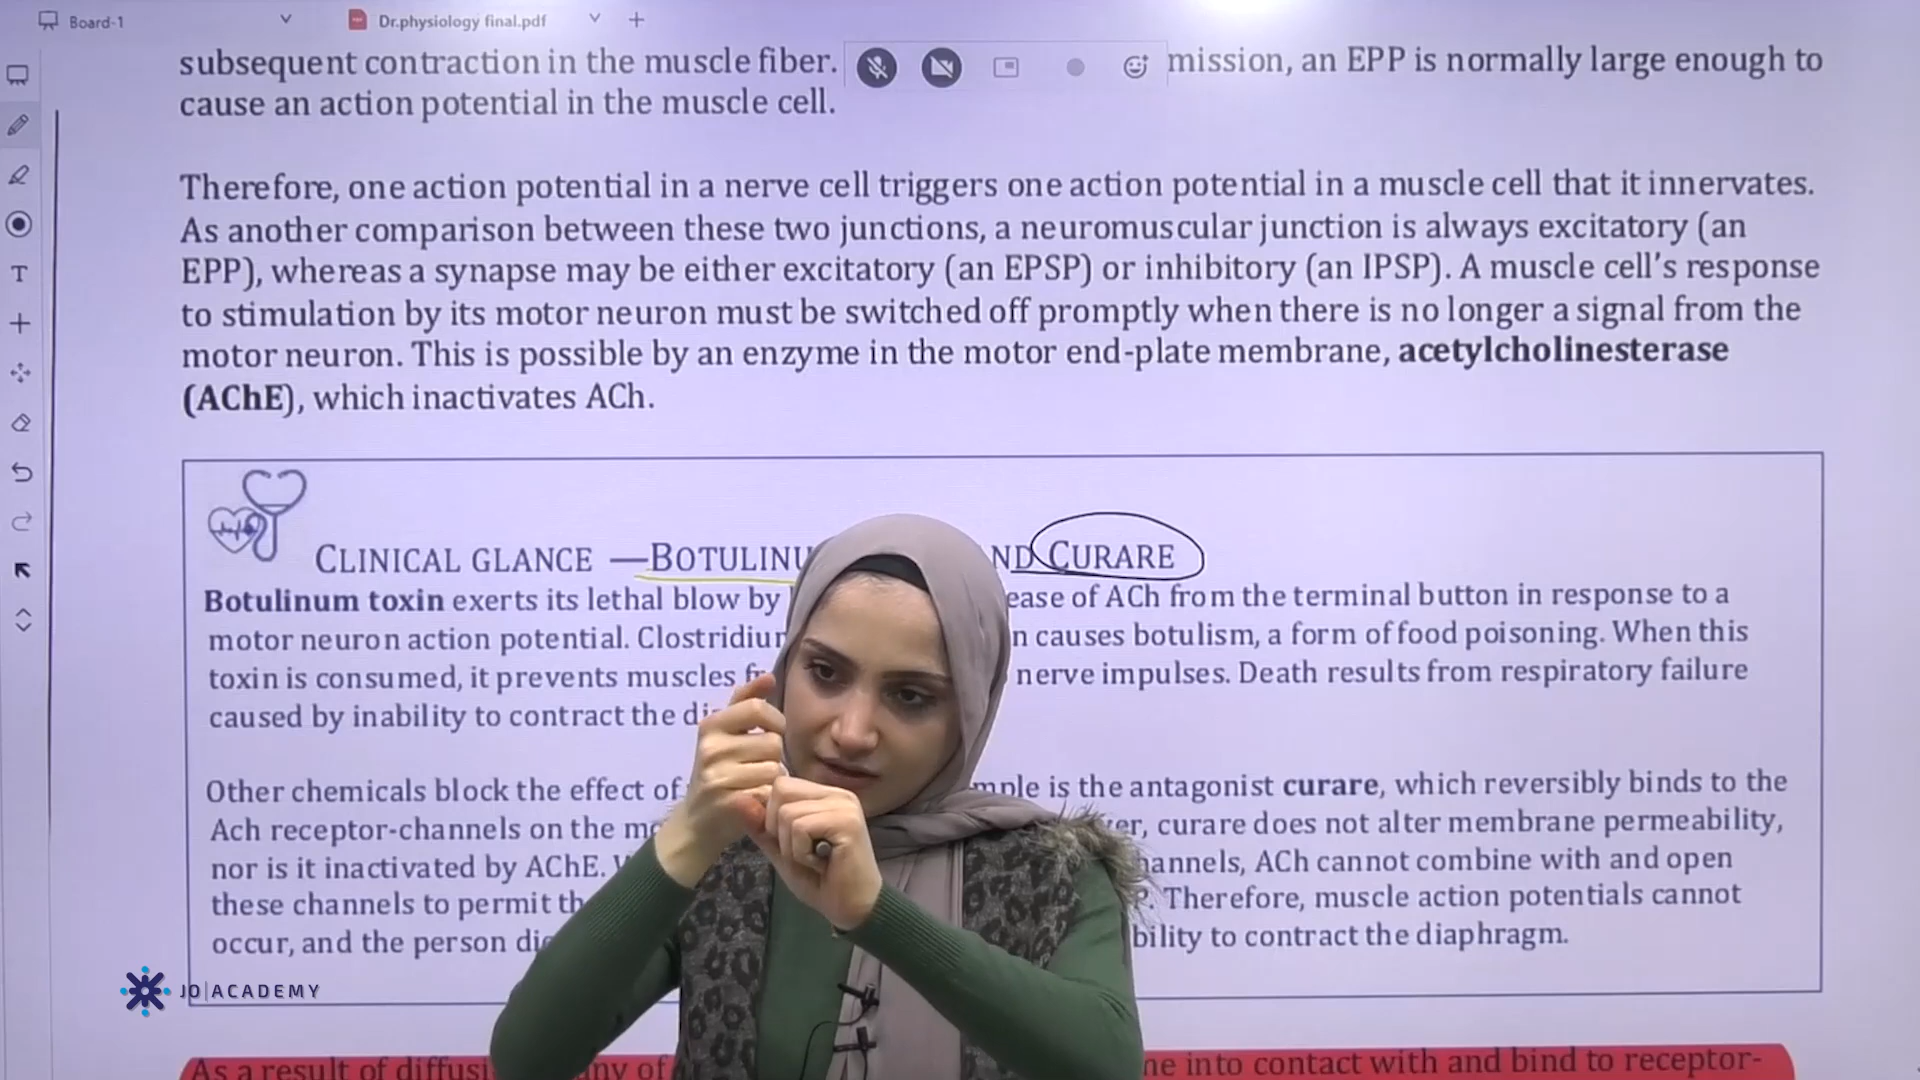 Board-1
Dr.physiology final.pdf
subsequent contraction in the muscle fiber. mission, an EPP is normally large enough to
cause an action potential in the muscle cell.
Therefore, one action potential in a nerve cell triggers one action potential in a muscle cell that it innervates.
As another comparison between these two junctions, a neuromuscular junction is always excitatory (an
EPP), whereas a synapse may be either excitatory (an EPSP) or inhibitory (an IPSP). A muscle cell's response
to stimulation by its motor neuron must be switched off promptly when there is no longer a signal from the
motor neuron. This is possible by an enzyme in the motor end-plate membrane, acetylcholinesterase
(AChE), which inactivates ACh.
CLINICAL GLANCE —BOTULINU ND CURARE
Botulinum toxin exerts its lethal blow by ease of ACh from the terminal button in response to a
motor neuron action potential. Clostridiu n causes botulism, a form of food poisoning. When this
toxin is consumed, it prevents muscles nerve impulses. Death results from respiratory failure
caused by inability to contract the
Other chemicals block the effect of mple is the antagonist curare, which reversibly binds to the
Ach receptor-channels on the er, curare does not alter membrane permeability,
nor is it inactivated by AChE. hannels, ACh cannot combine with and open
these channels to permit th P. Therefore, muscle action potentials cannot
occur, and the person bility to contract the diaphragm.
JO|ACADEMY
As a result of diffusi ny of ne into contact with and bind to receptor-